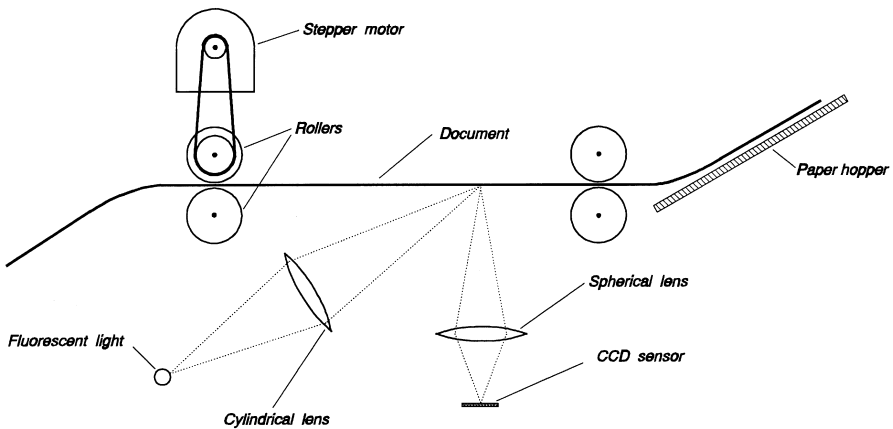 Stepper motor
Rollers
Document
Paper hopper
Spherical lens
Fluorescent light
CCD sensor
Cylindrical lens